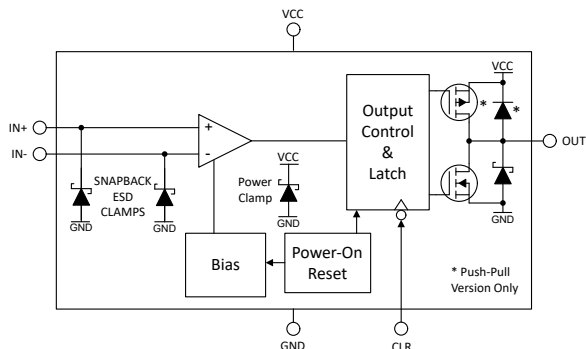 VCC
VCC
IN+
IN-
+
-
Output
Control
&
Latch
*
*
OUT
SNAPBACK
ESD
CLAMPS
VCC
Power
Clamp
GND
GND
GND
GND
Bias
Power-On
Reset
* Push-Pull
Version Only
GND
CLR